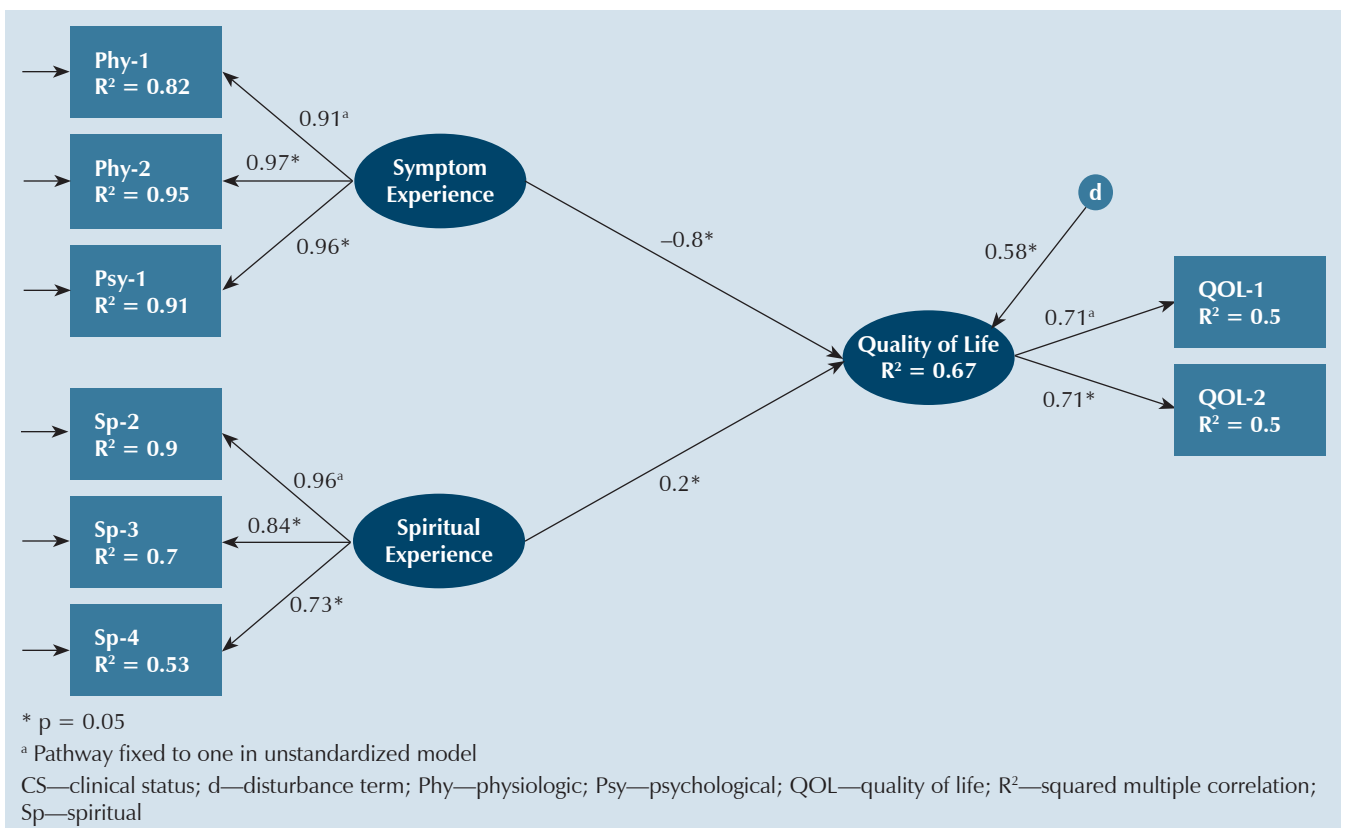 Phy-1
R² = 0.82
0.91ᵃ
Phy-2
R² = 0.95
0.97*
Symptom
Experience
Psy-1
R² = 0.91
0.96*
–0.8*
d
0.58*
Quality of Life
R² = 0.67
0.71ᵃ
QOL-1
R² = 0.5
0.71*
QOL-2
R² = 0.5
Sp-2
R² = 0.9
0.96ᵃ
Sp-3
R² = 0.7
0.84*
Spiritual
Experience
0.2*
Sp-4
R² = 0.53
0.73*
* p = 0.05
ᵃ Pathway fixed to one in unstandardized model
CS—clinical status; d—disturbance term; Phy—physiologic; Psy—psychological; QOL—quality of life; R²—squared multiple correlation;
Sp—spiritual